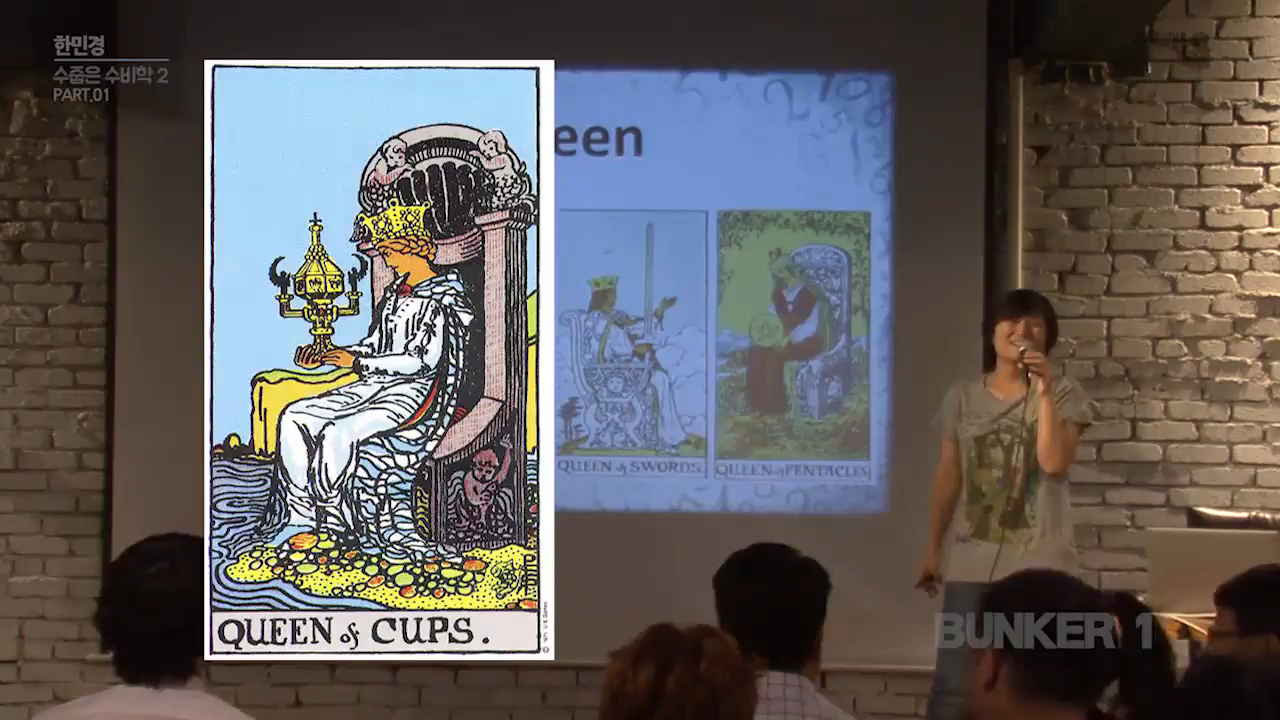 한민경
수줍은 수비학 2
PART.01
een
QUEEN of SWORDS.
QUEEN of PENTACLES
QUEEN of CUPS.
BUNKER 1